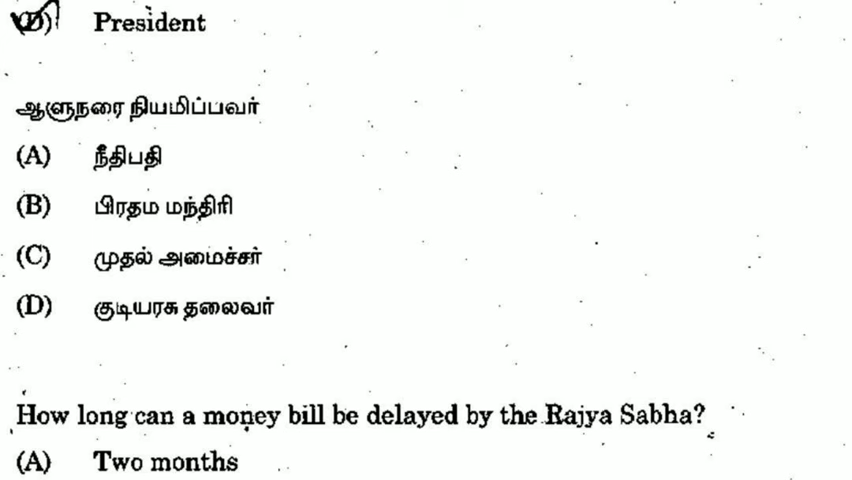 (D) President
ஆளுநரை நியமிப்பவர்
(A) நீதிபதி
(B) பிரதம மந்திரி
(C) முதல் அமைச்சர்
(D) குடியரசு தலைவர்
How long can a money bill be delayed by the Rajya Sabha?
(A) Two months